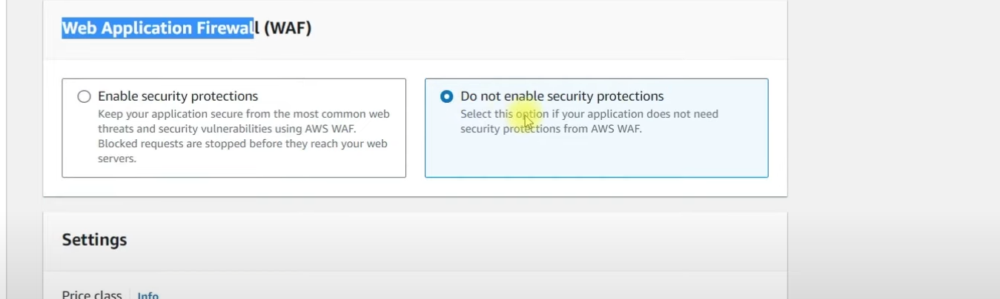 Web Application Firewall (WAF)
Enable security protections
Keep your application secure from the most common web
threats and security vulnerabilities using AWS WAF.
Blocked requests are stopped before they reach your web
servers.
Do not enable security protections
Select this option if your application does not need
security protections from AWS WAF.
Settings
Price class
Info